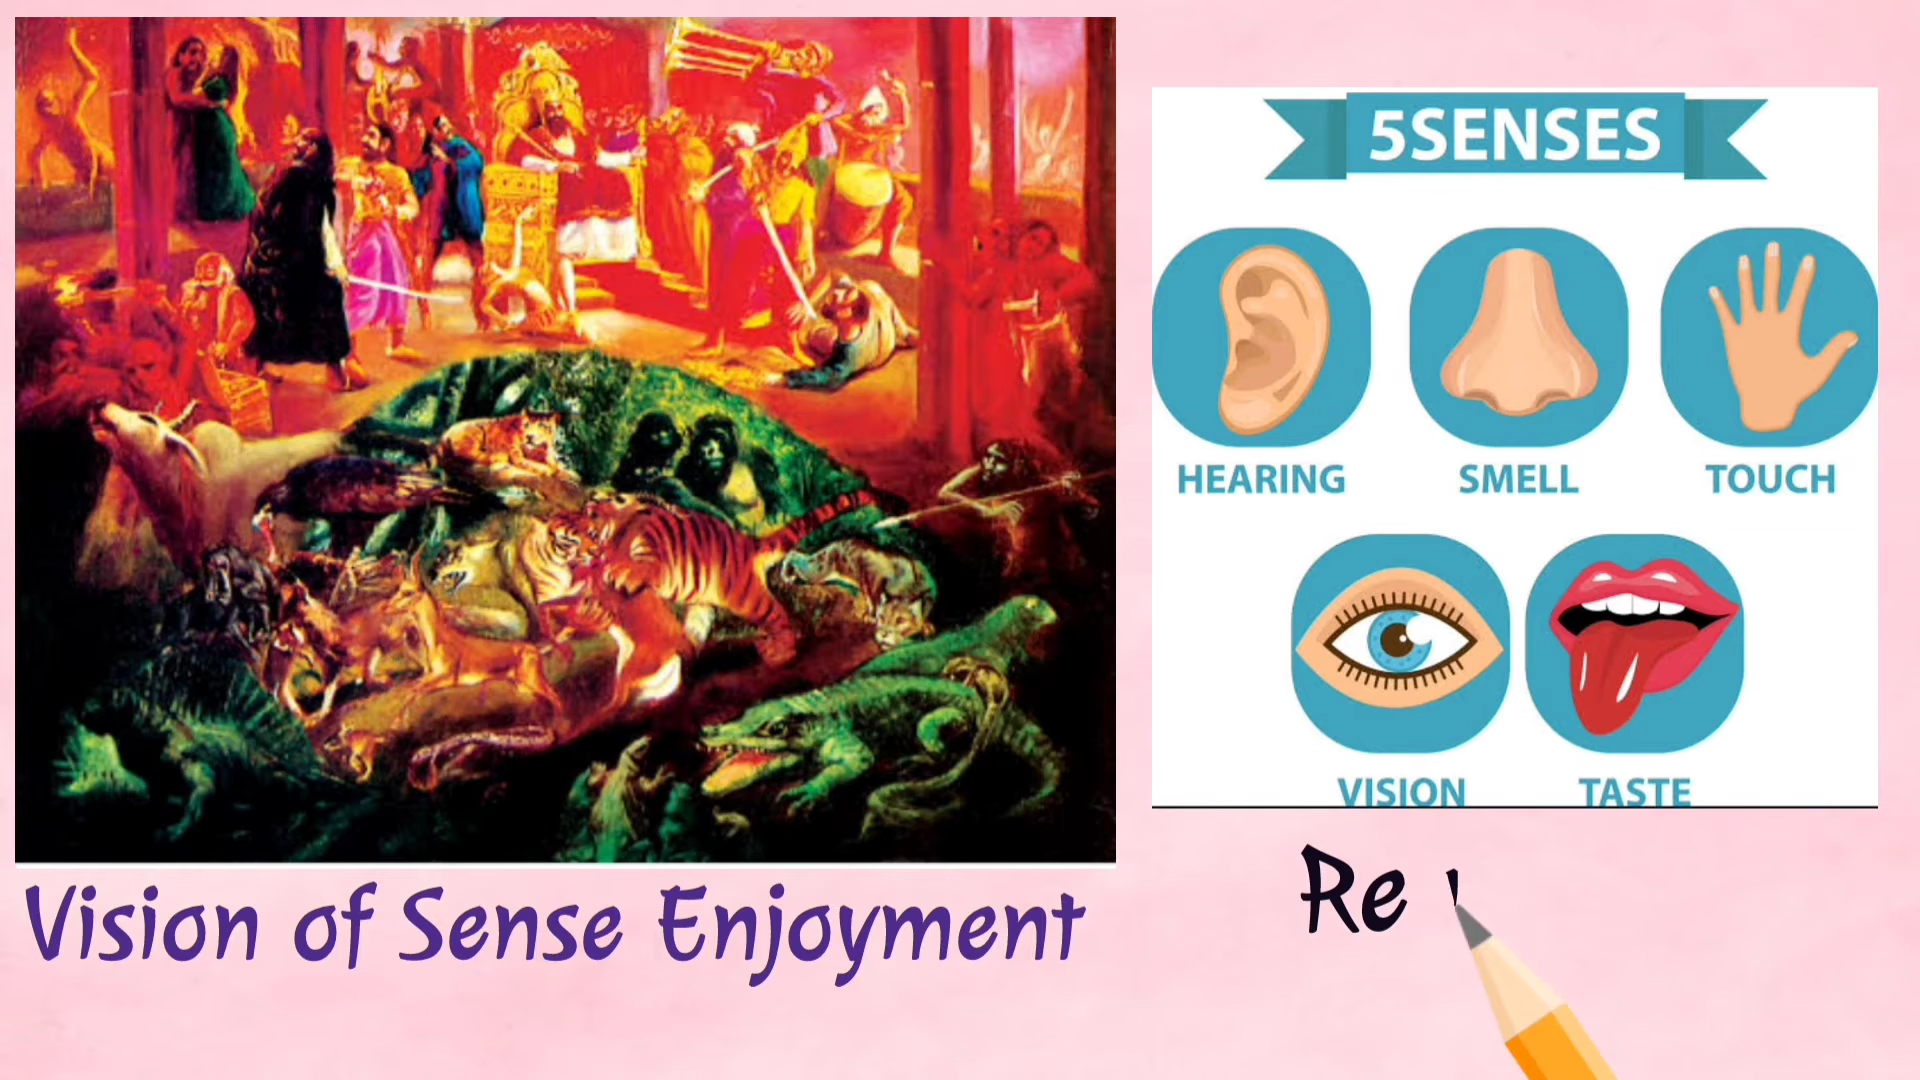 5SENSES
HEARING SMELL TOUCH
VISION TASTE
Vision of Sense Enjoyment
Re